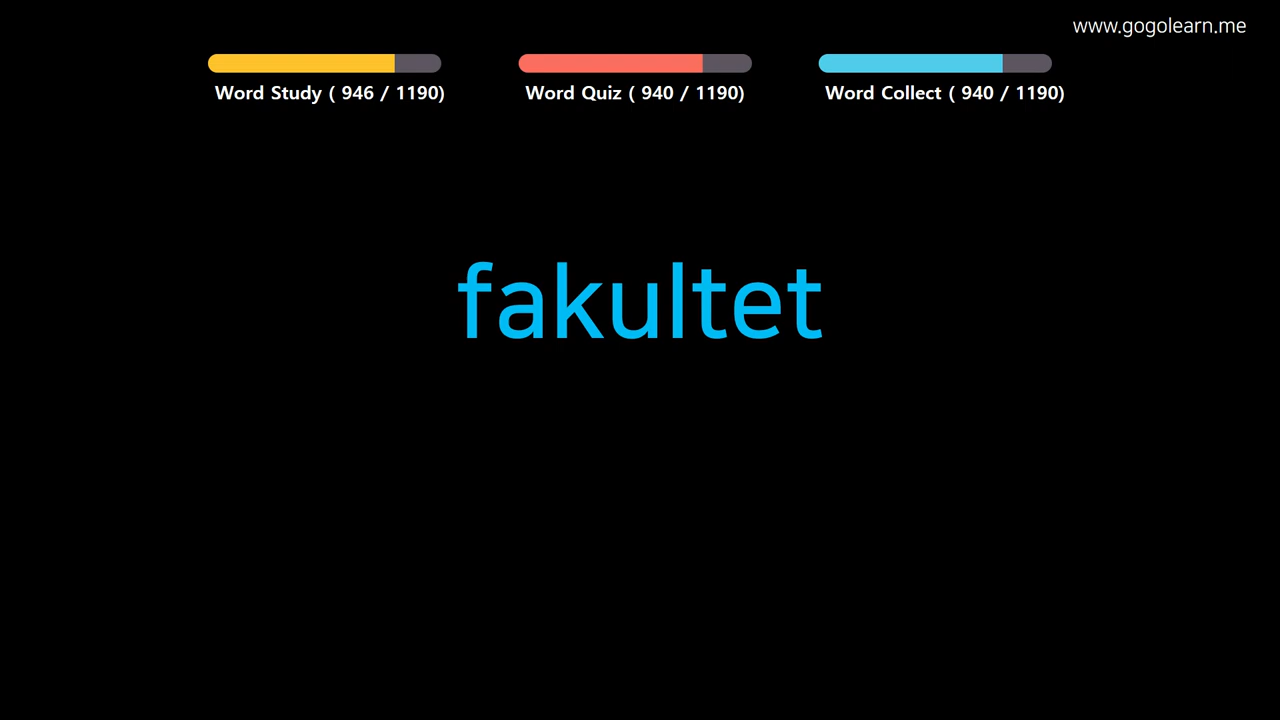 www.gogolearn.me
Word Study ( 946 / 1190)
Word Quiz ( 940 / 1190)
Word Collect ( 940 / 1190)
fakultet